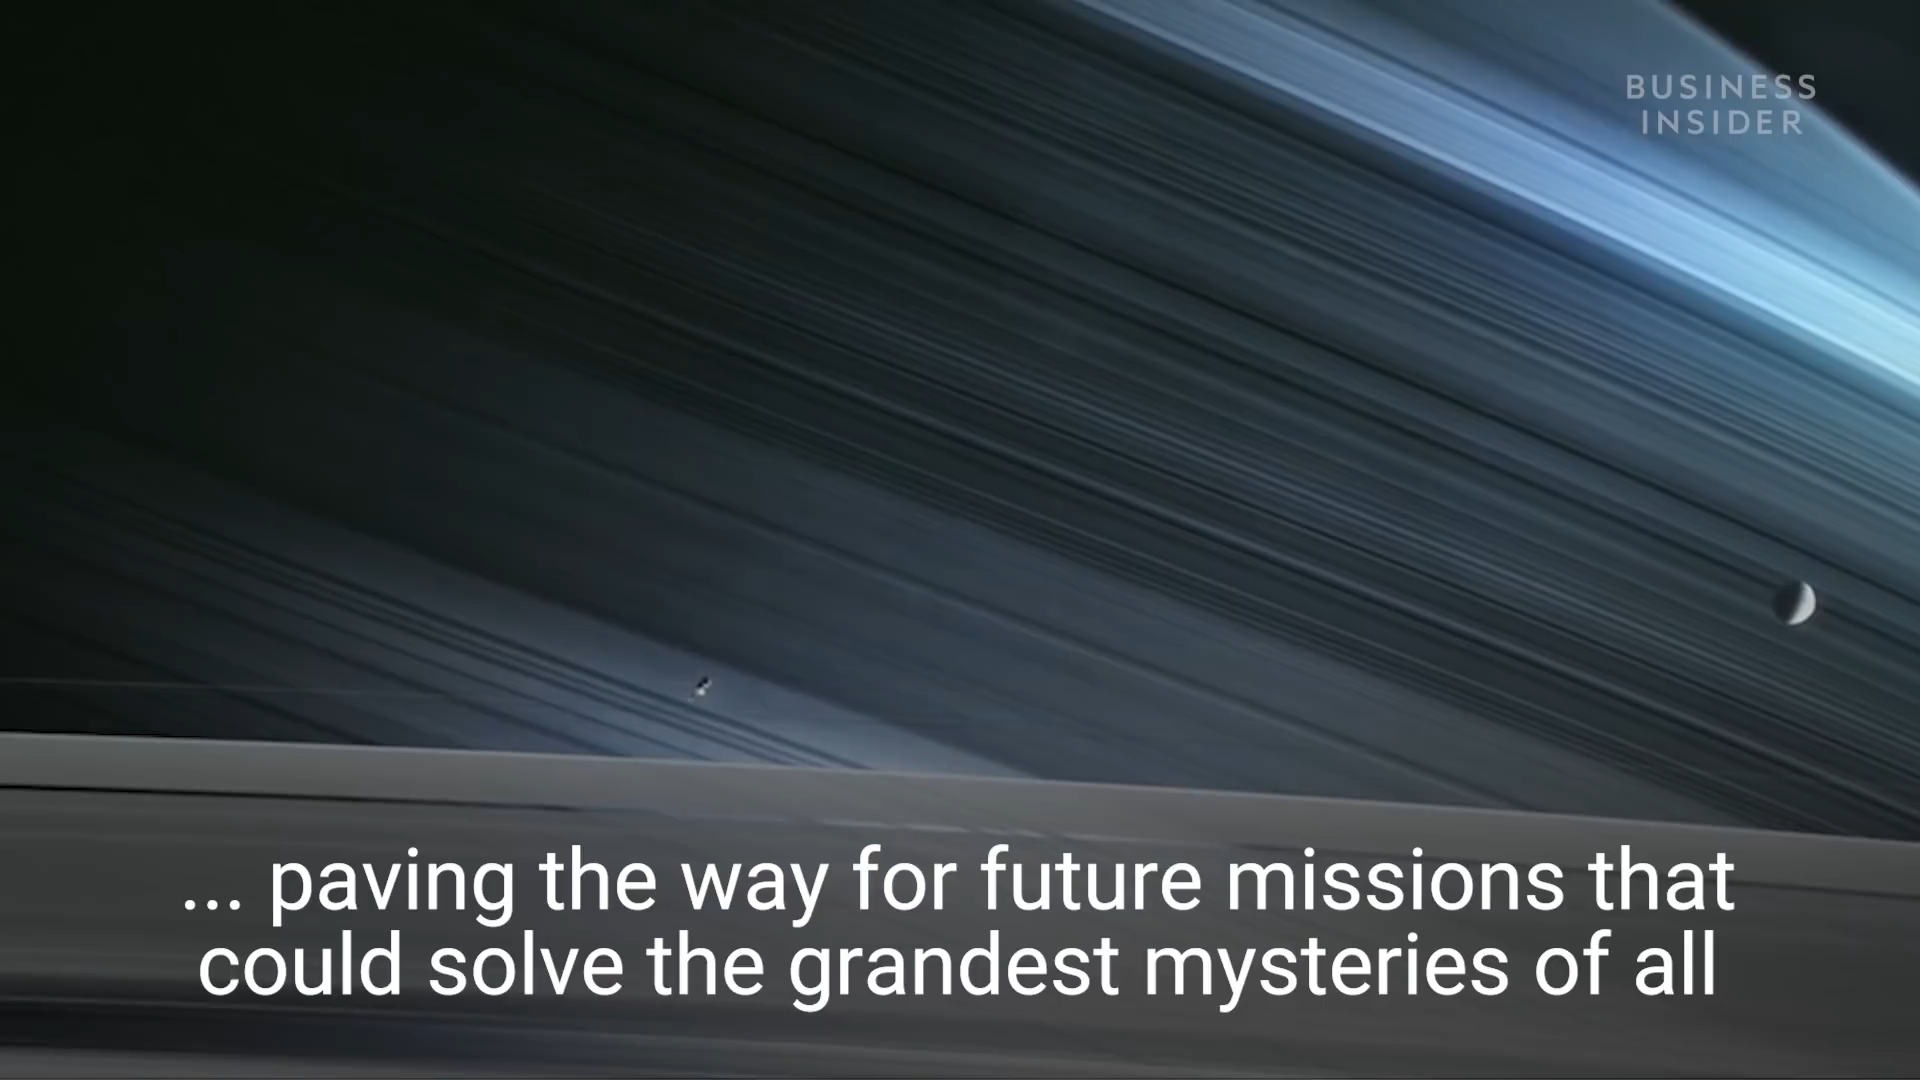 BUSINESS
INSIDER
... paving the way for future missions that
could solve the grandest mysteries of all